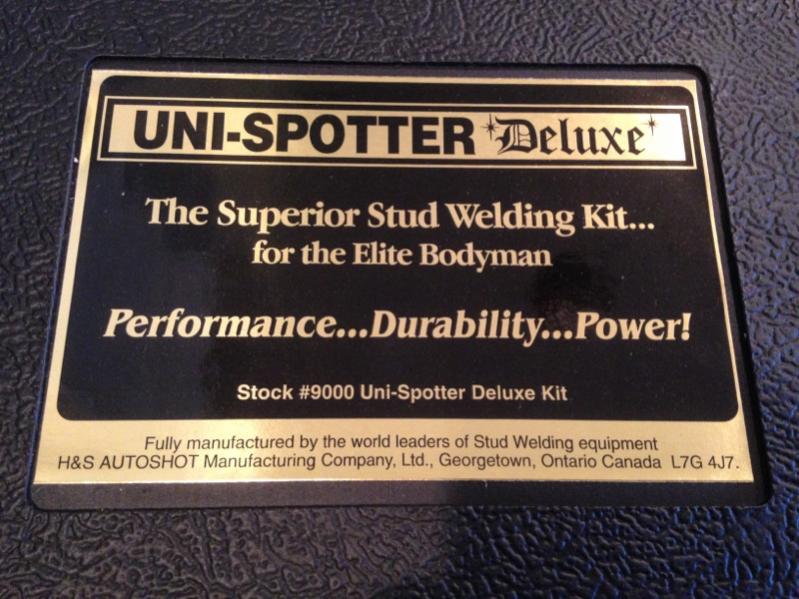 UNI-SPOTTER Deluxe
The Superior Stud Welding Kit...
for the Elite Bodyman
Performance...Durability...Power!
Stock #9000 Uni-Spotter Deluxe Kit
Fully manufactured by the world leaders of Stud Welding equipment
H&S AUTOSHOT Manufacturing Company, Ltd., Georgetown, Ontario Canada L7G 4J7.